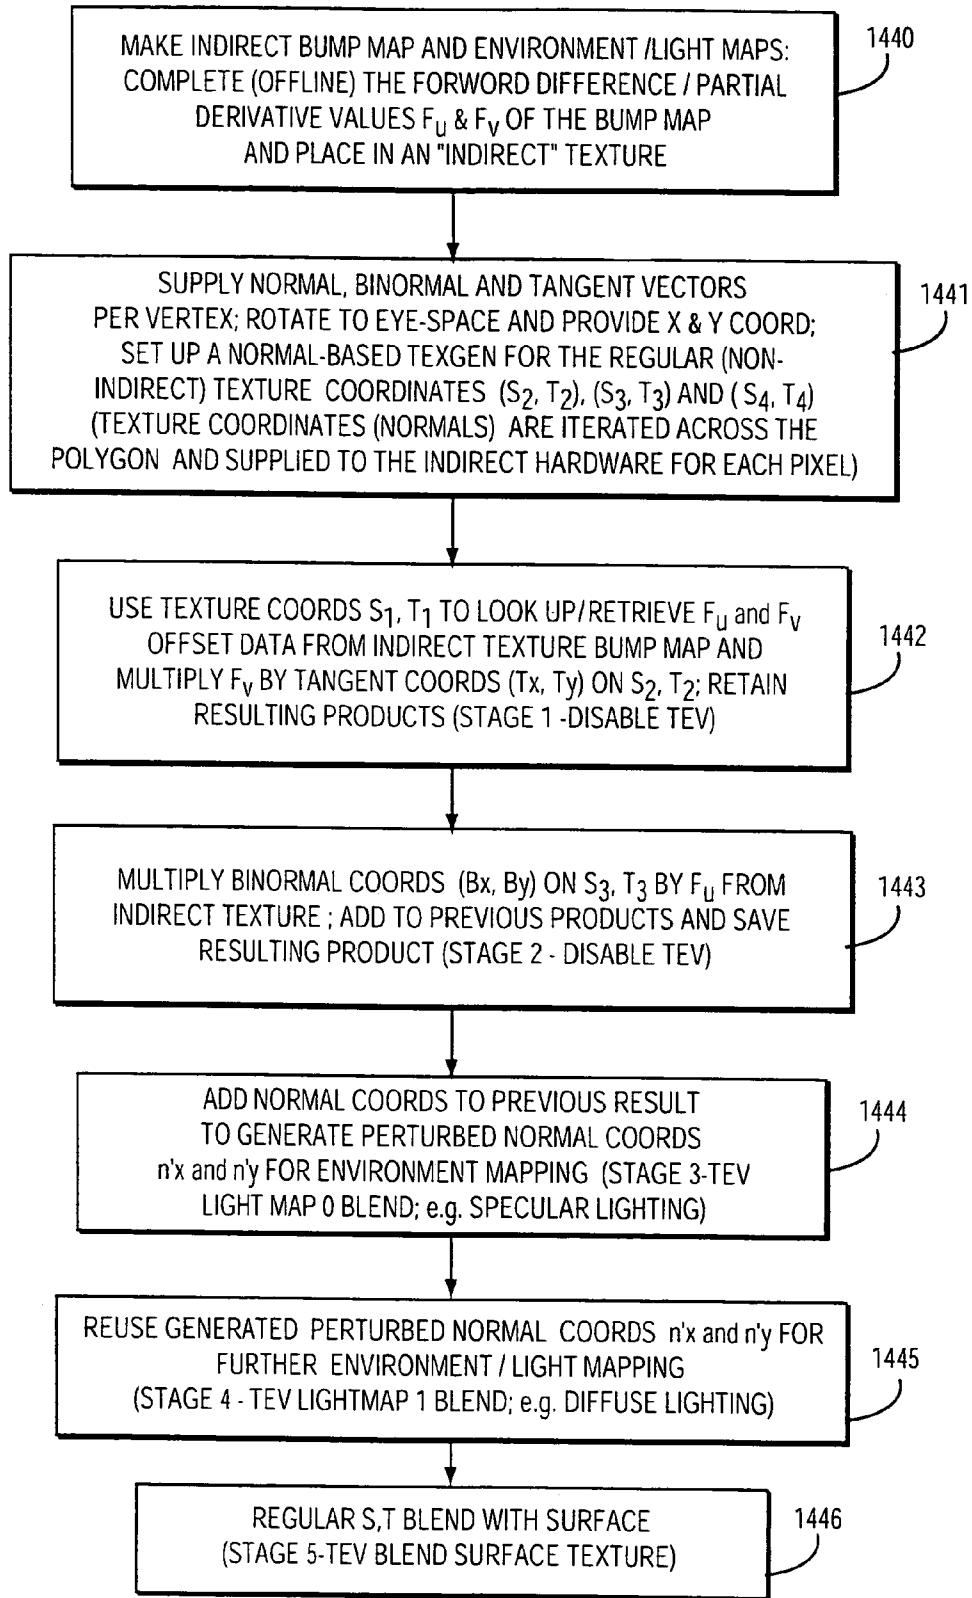 MAKE INDIRECT BUMP MAP AND ENVIRONMENT /LIGHT MAPS:
COMPLETE (OFFLINE) THE FORWORD DIFFERENCE / PARTIAL
DERIVATIVE VALUES Fu & Fv OF THE BUMP MAP
AND PLACE IN AN "INDIRECT" TEXTURE
1440
SUPPLY NORMAL, BINORMAL AND TANGENT VECTORS
PER VERTEX; ROTATE TO EYE-SPACE AND PROVIDE X & Y COORD;
SET UP A NORMAL-BASED TEXGEN FOR THE REGULAR (NON-
INDIRECT) TEXTURE COORDINATES (S2, T2), (S3, T3) AND ( S4, T4)
(TEXTURE COORDINATES (NORMALS) ARE ITERATED ACROSS THE
POLYGON AND SUPPLIED TO THE INDIRECT HARDWARE FOR EACH PIXEL)
1441
USE TEXTURE COORDS S1, T1 TO LOOK UP/RETRIEVE Fu and Fv
OFFSET DATA FROM INDIRECT TEXTURE BUMP MAP AND
MULTIPLY Fv BY TANGENT COORDS (Tx, Ty) ON S2, T2; RETAIN
RESULTING PRODUCTS (STAGE 1 -DISABLE TEV)
1442
MULTIPLY BINORMAL COORDS (Bx, By) ON S3, T3 BY Fu FROM
INDIRECT TEXTURE ; ADD TO PREVIOUS PRODUCTS AND SAVE
RESULTING PRODUCT (STAGE 2 - DISABLE TEV)
1443
ADD NORMAL COORDS TO PREVIOUS RESULT
TO GENERATE PERTURBED NORMAL COORDS
n'x and n'y FOR ENVIRONMENT MAPPING (STAGE 3-TEV
LIGHT MAP 0 BLEND; e.g. SPECULAR LIGHTING)
1444
REUSE GENERATED PERTURBED NORMAL COORDS n'x and n'y FOR
FURTHER ENVIRONMENT / LIGHT MAPPING
(STAGE 4 - TEV LIGHTMAP 1 BLEND; e.g. DIFFUSE LIGHTING)
1445
REGULAR S,T BLEND WITH SURFACE
(STAGE 5-TEV BLEND SURFACE TEXTURE)
1446